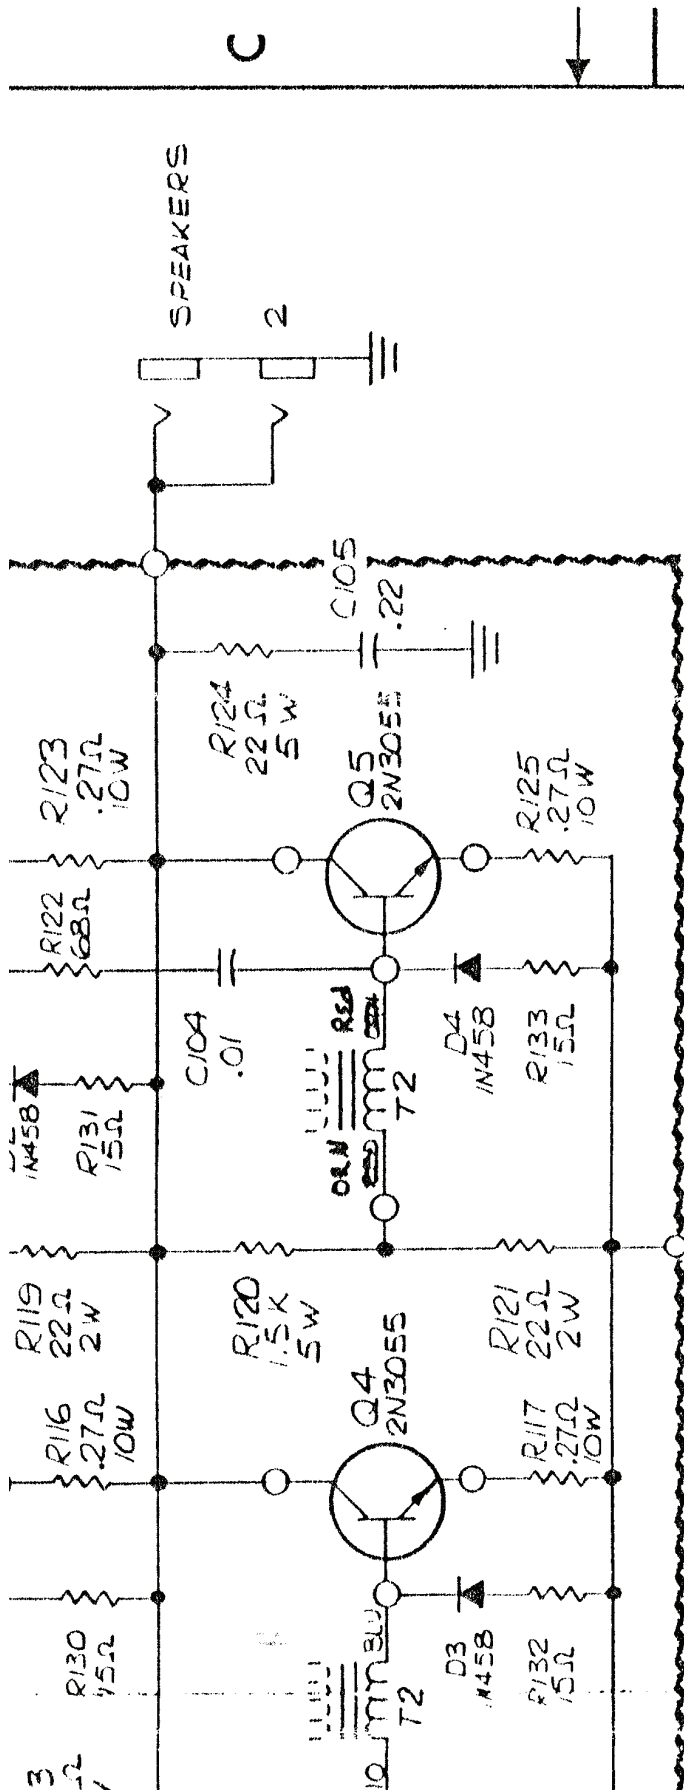 C
SPEAKERS
2
C105
.22
R124
22Ω
5W
R123
.27Ω
10W
Q5
2N3055
R125
.27Ω
10W
R122
68Ω
C104
.01
Red
D4
1N458
R133
15Ω
1N458
R131
15Ω
ORN
T2
R119
22Ω
2W
R120
1.5K
5W
R121
22Ω
2W
Q4
2N3055
R116
.27Ω
10W
R117
.27Ω
10W
R130
15Ω
BLU
T2
D3
1N458
R132
15Ω
3
Ω